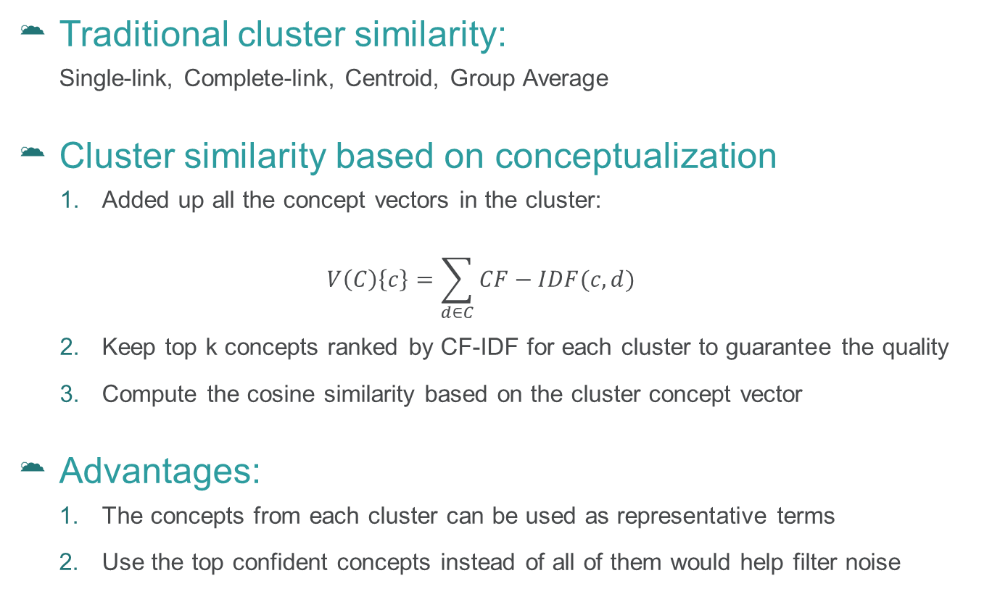 Traditional cluster similarity:
Single-link, Complete-link, Centroid, Group Average
Cluster similarity based on conceptualization
1. Added up all the concept vectors in the cluster:
V(C){c} = ∑ CF − IDF(c, d)
d∈C
2. Keep top k concepts ranked by CF-IDF for each cluster to guarantee the quality
3. Compute the cosine similarity based on the cluster concept vector
Advantages:
1. The concepts from each cluster can be used as representative terms
2. Use the top confident concepts instead of all of them would help filter noise